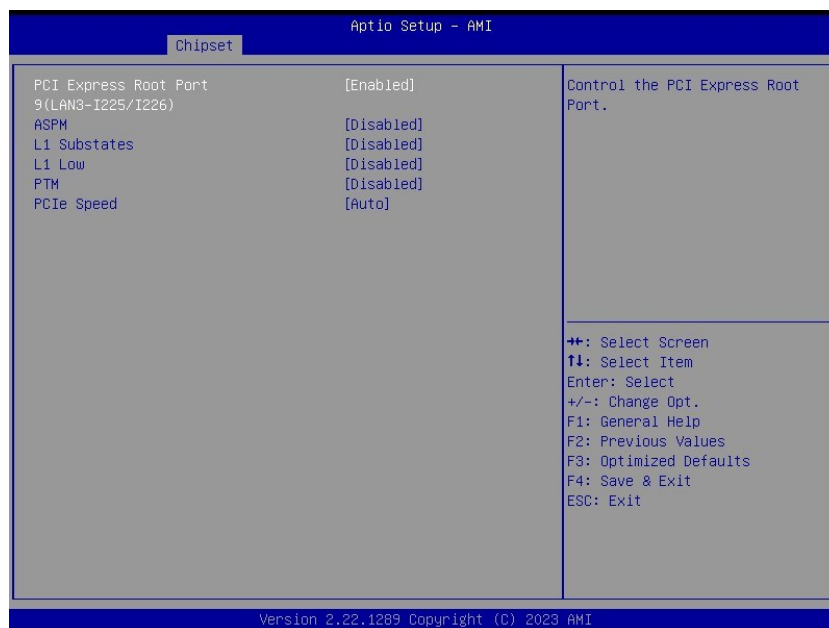 Aptio Setup - AMI
Chipset
PCI Express Root Port [Enabled]
9(LAN3-I225/I226)
ASPM [Disabled]
L1 Substates [Disabled]
L1 Low [Disabled]
PTM [Disabled]
PCIe Speed [Auto]
Control the PCI Express Root
Port.
→←: Select Screen
↑↓: Select Item
Enter: Select
+/-: Change Opt.
F1: General Help
F2: Previous Values
F3: Optimized Defaults
F4: Save & Exit
ESC: Exit
Version 2.22.1289 Copyright (C) 2023 AMI